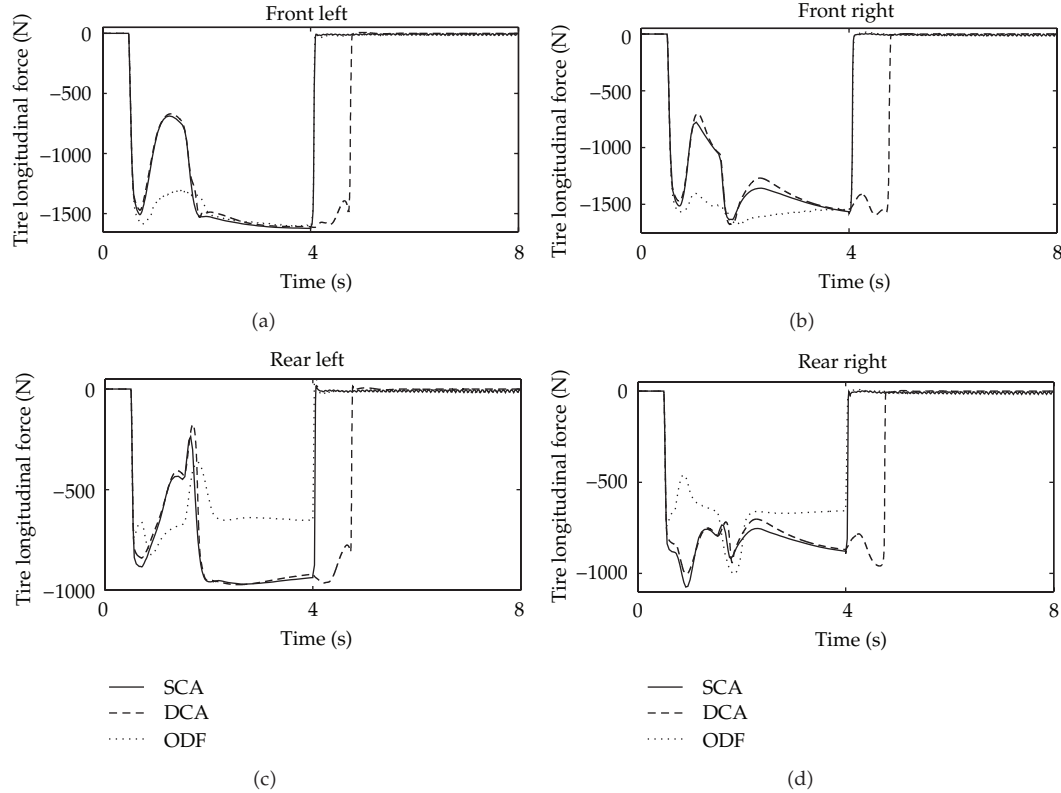 Front left
Tire longitudinal force (N)
0
−500
−1000
−1500
0
4
8
Time (s)
(a)
Front right
Tire longitudinal force (N)
0
−500
−1000
−1500
0
4
8
Time (s)
(b)
Rear left
Tire longitudinal force (N)
0
−500
−1000
0
4
8
Time (s)
SCA
DCA
ODF
(c)
Rear right
Tire longitudinal force (N)
0
−500
−1000
0
4
8
Time (s)
SCA
DCA
ODF
(d)